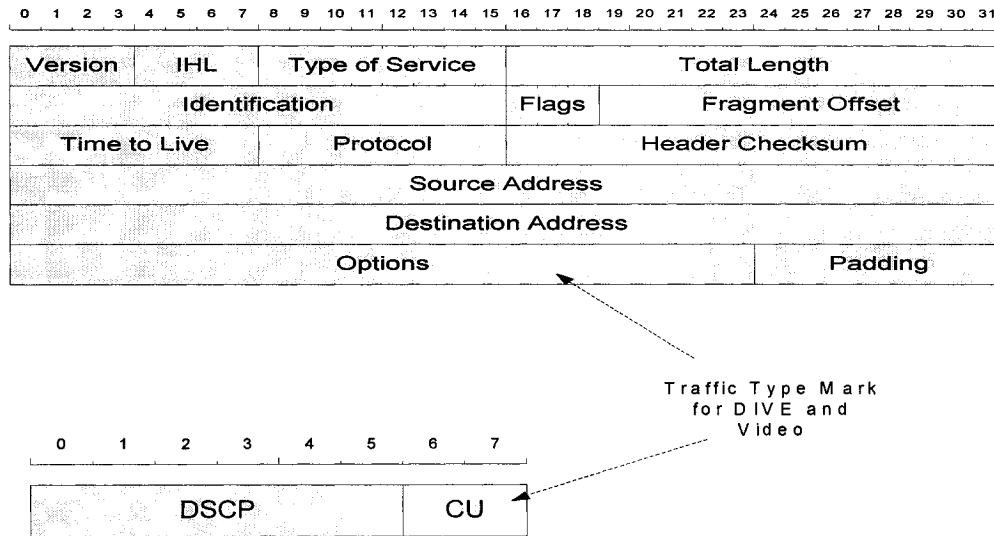 0 1 2 3 4 5 6 7 8 9 10 11 12 13 14 15 16 17 18 19 20 21 22 23 24 25 26 27 28 29 30 31
Version IHL Type of Service Total Length
Identification Flags Fragment Offset
Time to Live Protocol Header Checksum
Source Address
Destination Address
Options Padding
Traffic Type Mark
for DIVE and
Video
0 1 2 3 4 5 6 7
DSCP CU